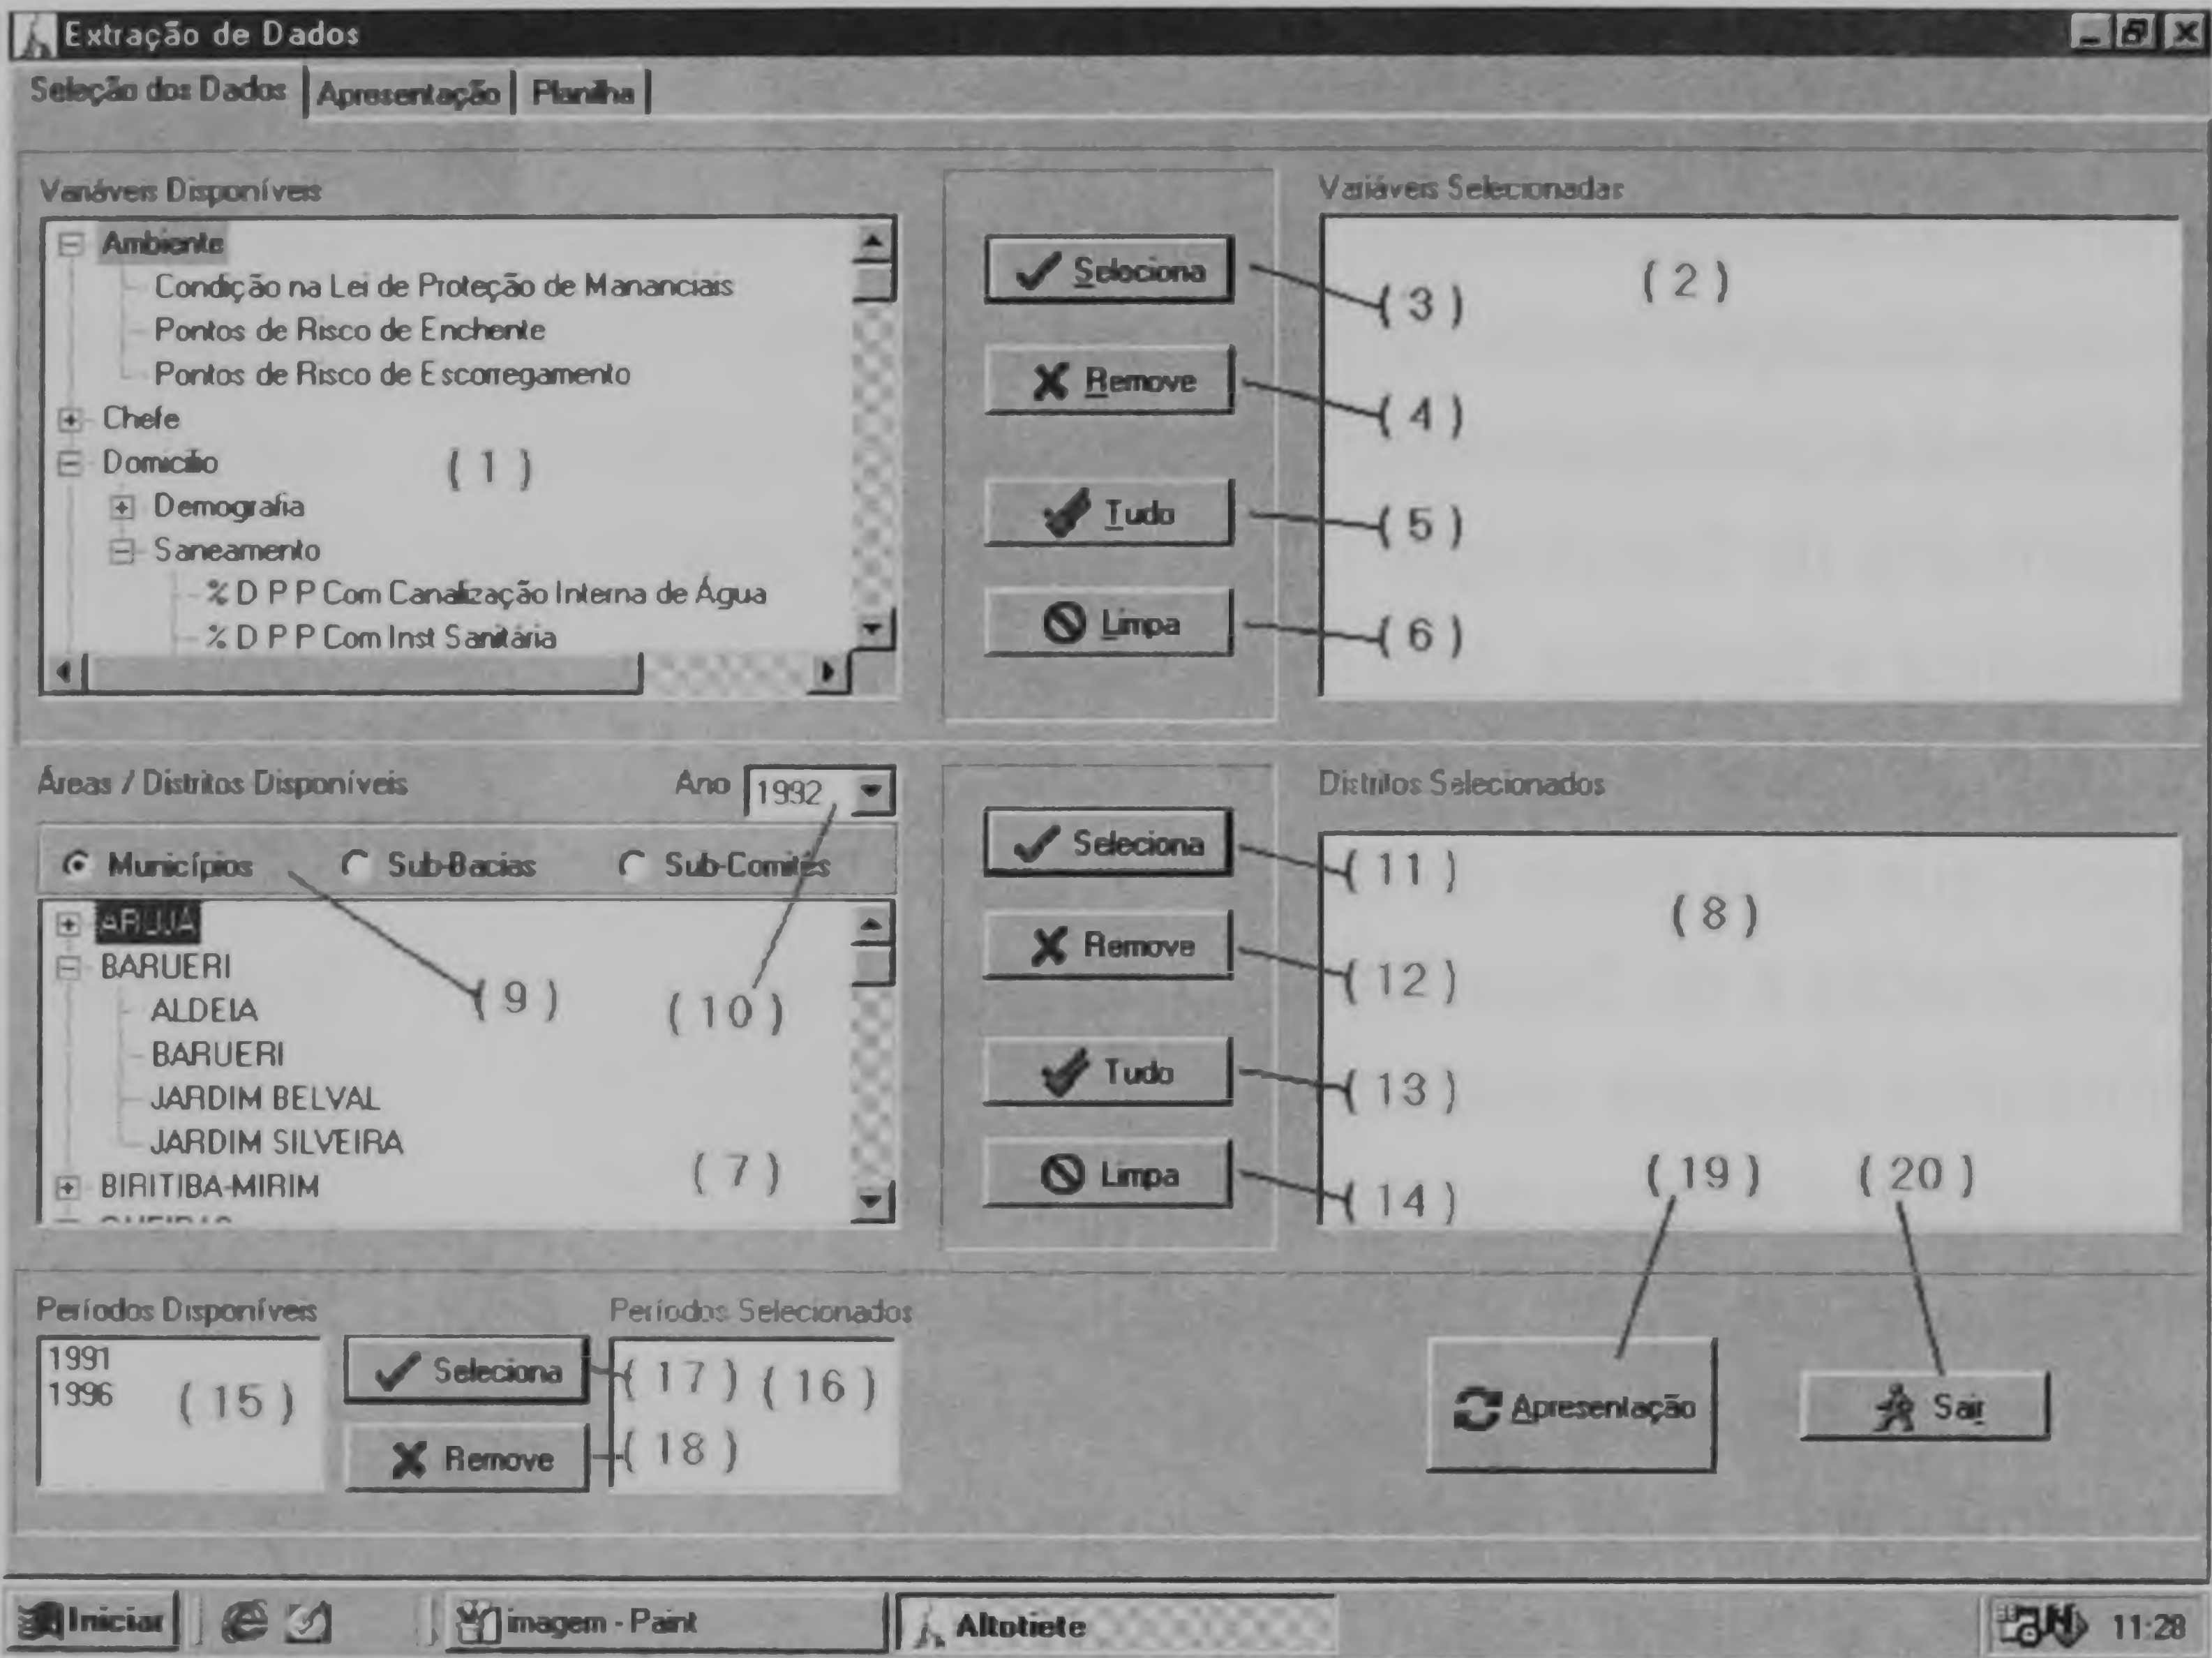 Extração de Dados
Seleção dos Dados Apresentação Planilha
Variáveis Disponíveis
Ambiente
Condição na Lei de Proteção de Mananciais
Pontos de Risco de Enchente
Pontos de Risco de Escorregamento
Chefe
Domicílio
( 1 )
Demografia
Saneamento
% D P P Com Canalização Interna de Água
% D P P Com Inst Sanitária
Seleciona
Remove
Tudo
Limpa
Variáveis Selecionadas
( 2 )
( 3 )
( 4 )
( 5 )
( 6 )
Áreas / Distritos Disponíveis
Ano 1992
Municípios Sub-Bacias Sub-Comitês
ARUJÁ
BARUERI
ALDEIA
( 9 ) ( 10 )
BARUERI
JARDIM BELVAL
JARDIM SILVEIRA
( 7 )
BIRITIBA-MIRIM
Seleciona
Remove
Tudo
Limpa
Distritos Selecionados
( 11 )
( 8 )
( 12 )
( 13 )
( 14 )
( 19 ) ( 20 )
Períodos Disponíveis
1991
1996
( 15 )
Seleciona
Remove
Períodos Selecionados
( 17 ) ( 16 )
( 18 )
Apresentação
Sair
Iniciar imagem - Paint Altotiete 11:28